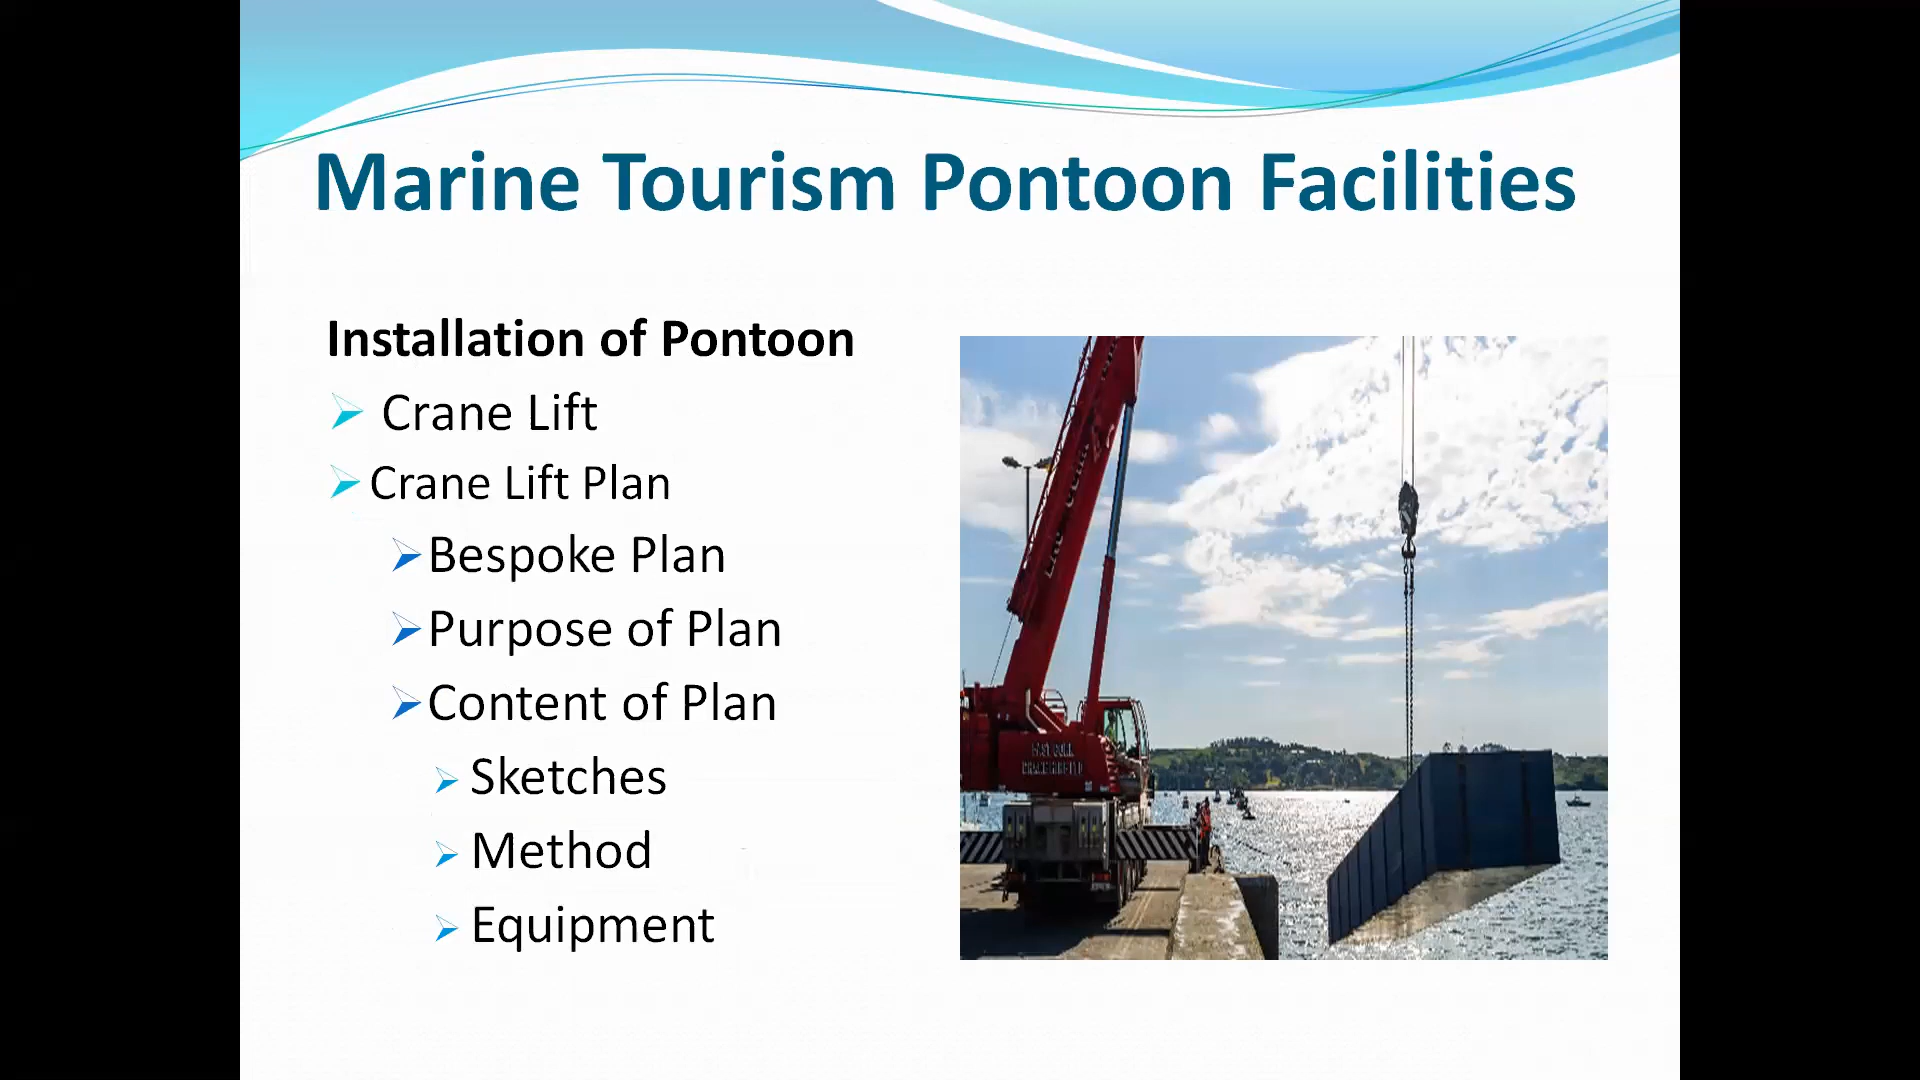 Marine Tourism Pontoon Facilities
Installation of Pontoon
Crane Lift
Crane Lift Plan
Bespoke Plan
Purpose of Plan
Content of Plan
Sketches
Method
Equipment